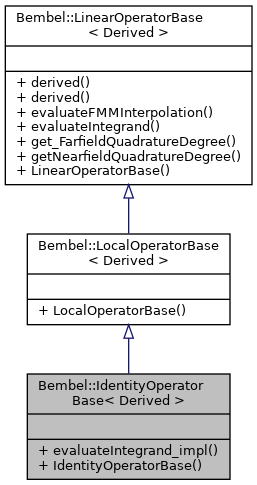 Bembel::LinearOperatorBase
< Derived >
+ derived()
+ derived()
+ evaluateFMMInterpolation()
+ evaluateIntegrand()
+ get_FarfieldQuadratureDegree()
+ getNearfieldQuadratureDegree()
+ LinearOperatorBase()
Bembel::LocalOperatorBase
< Derived >
+ LocalOperatorBase()
Bembel::IdentityOperator
Base< Derived >
+ evaluateIntegrand_impl()
+ IdentityOperatorBase()